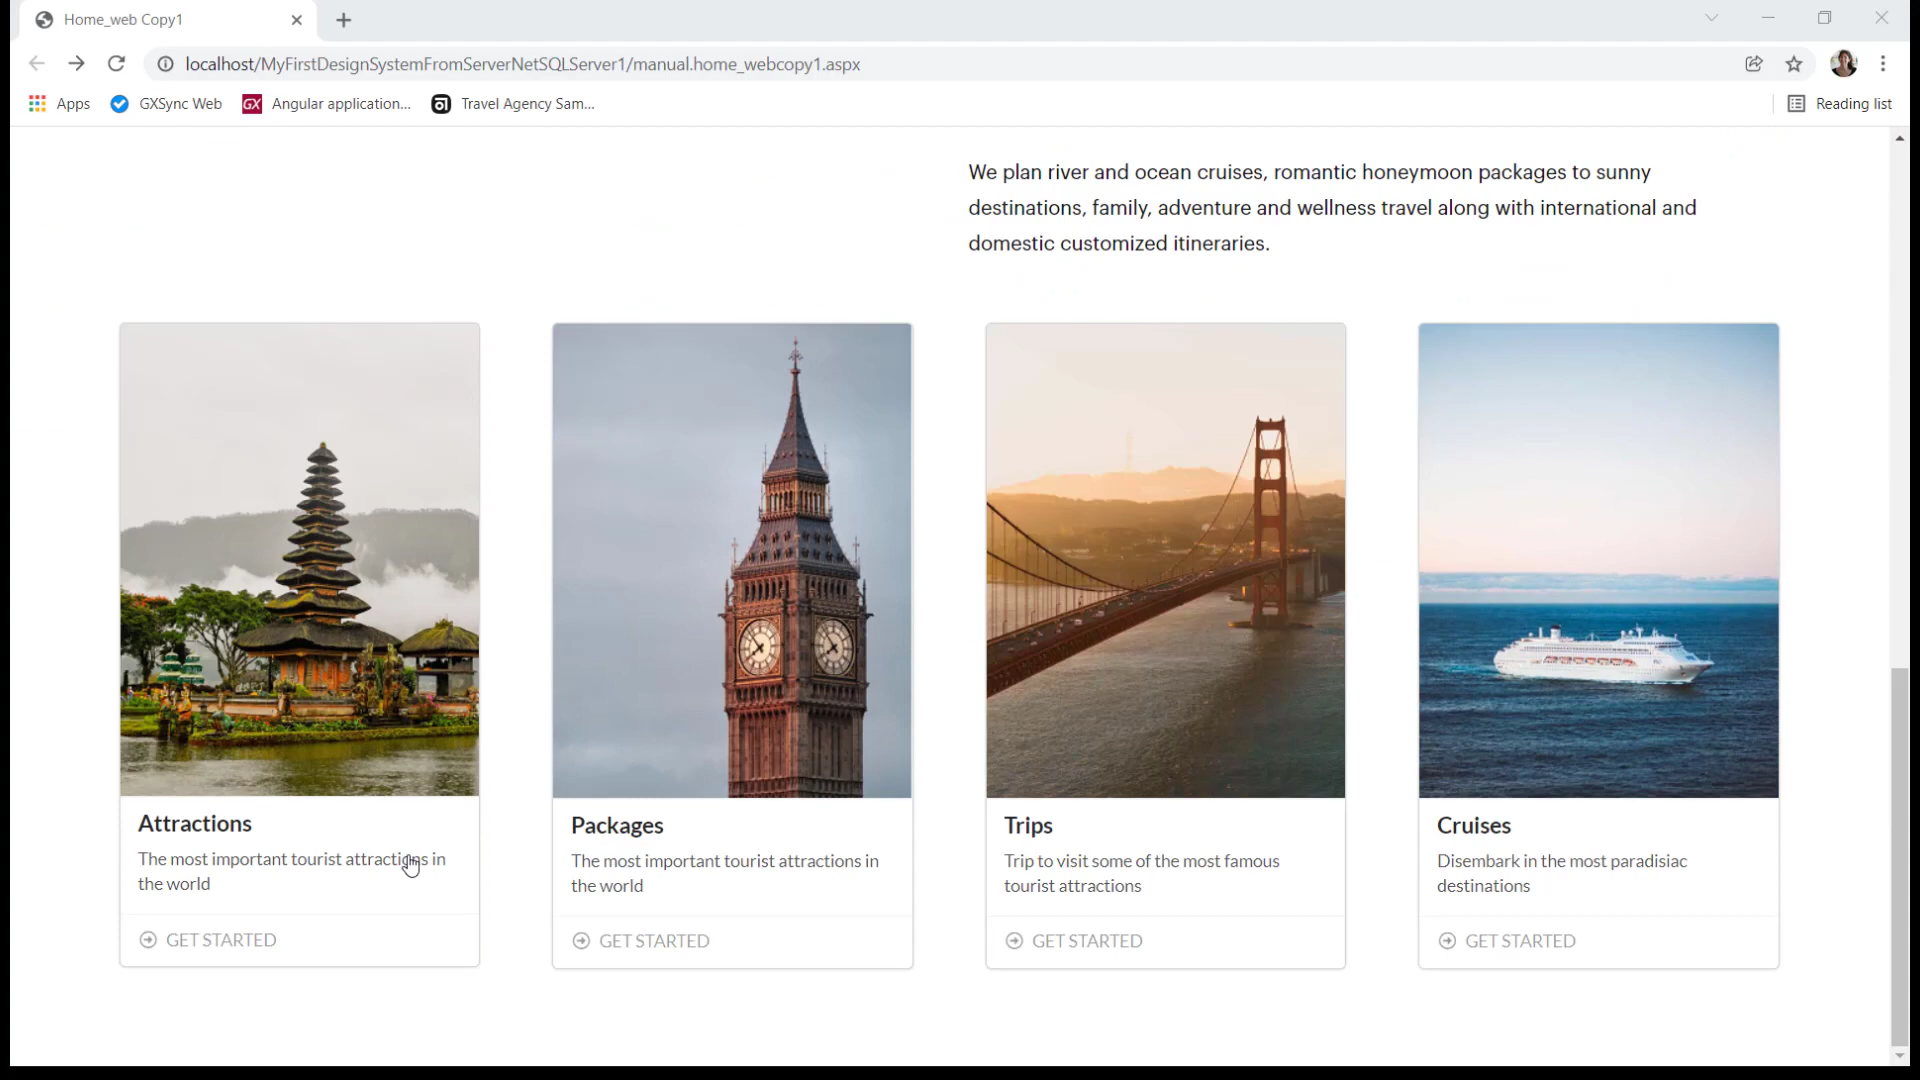 Home_web Copy1
localhost/MyFirstDesignSystemFromServerNetSQLServer1/manual.home_webcopy1.aspx
Apps GXSync Web GX Angular application... Travel Agency Sam... Reading list
We plan river and ocean cruises, romantic honeymoon packages to sunny
destinations, family, adventure and wellness travel along with international and
domestic customized itineraries.
Attractions
The most important tourist attractions in
the world
GET STARTED
Packages
The most important tourist attractions in
the world
GET STARTED
Trips
Trip to visit some of the most famous
tourist attractions
GET STARTED
Cruises
Disembark in the most paradisiac
destinations
GET STARTED